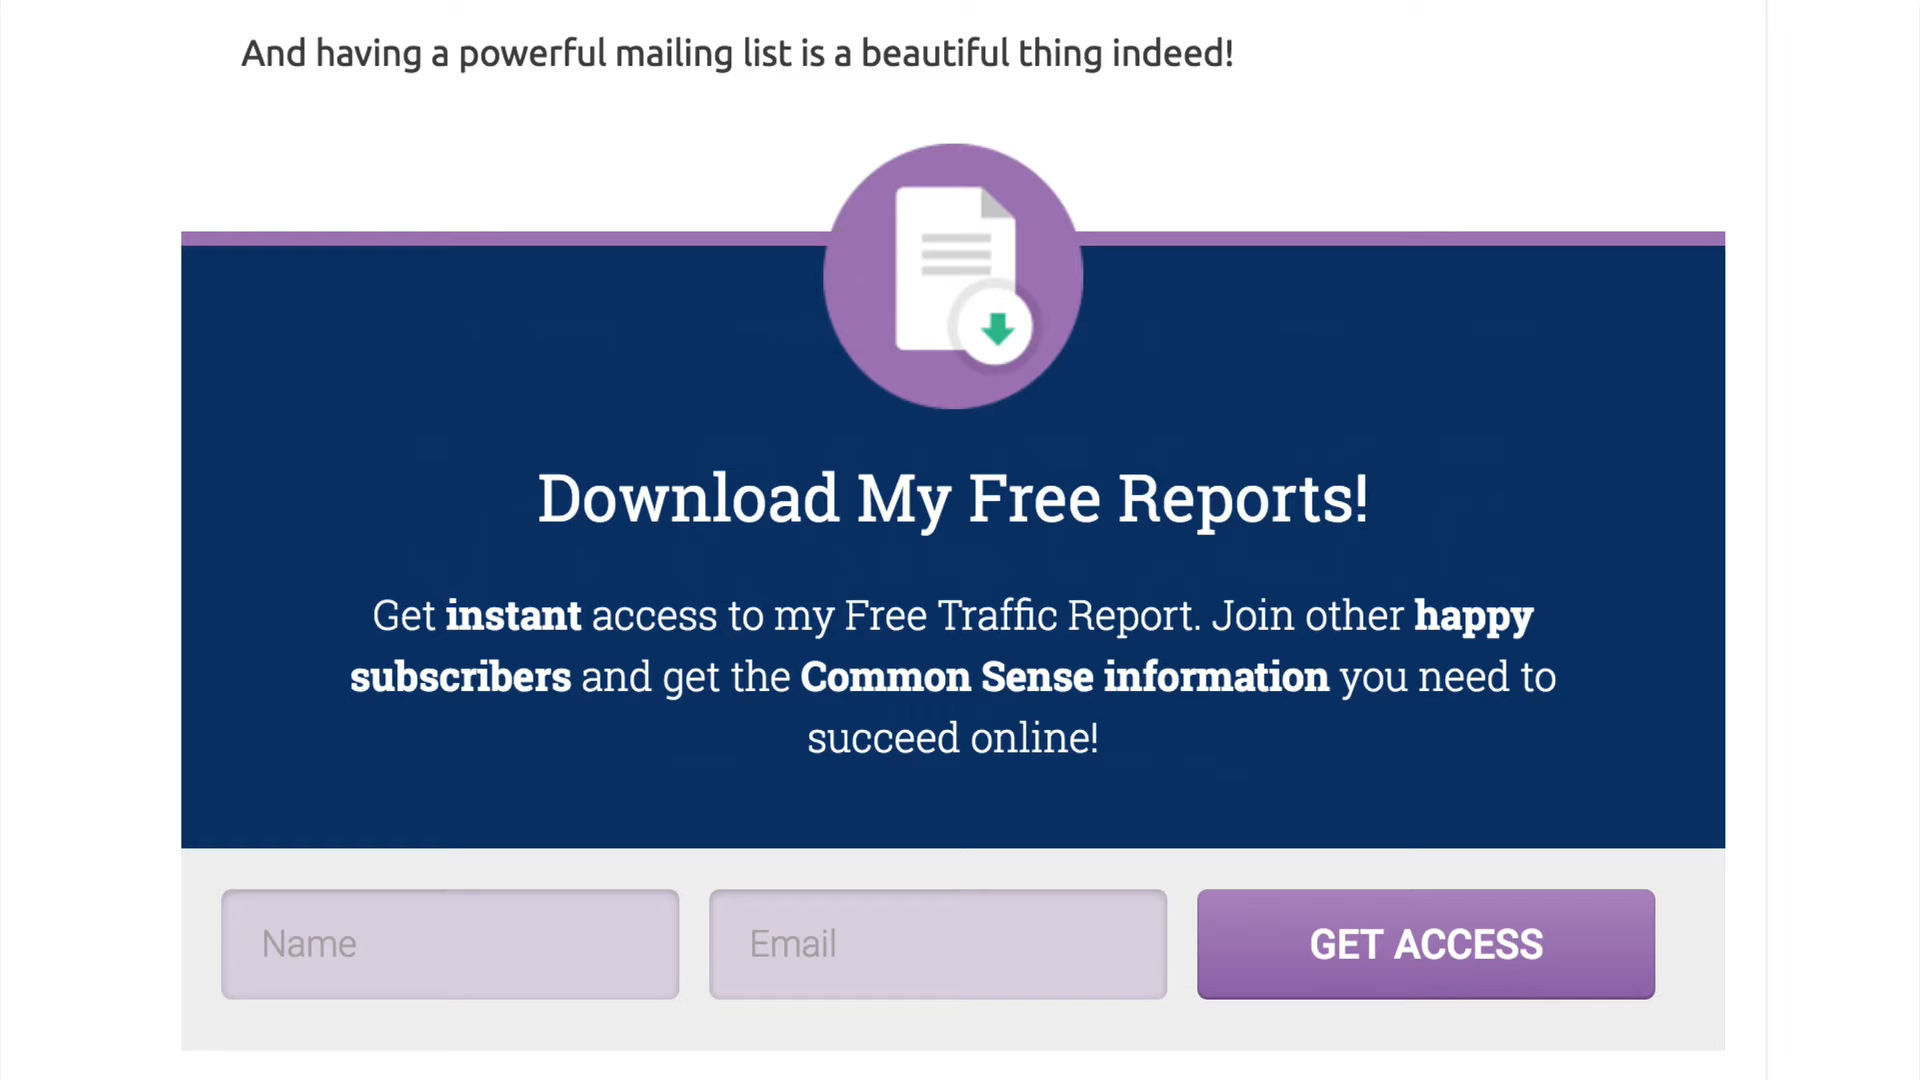 And having a powerful mailing list is a beautiful thing indeed!
Download My Free Reports!
Get instant access to my Free Traffic Report. Join other happy
subscribers and get the Common Sense information you need to
succeed online!
Name
Email
GET ACCESS